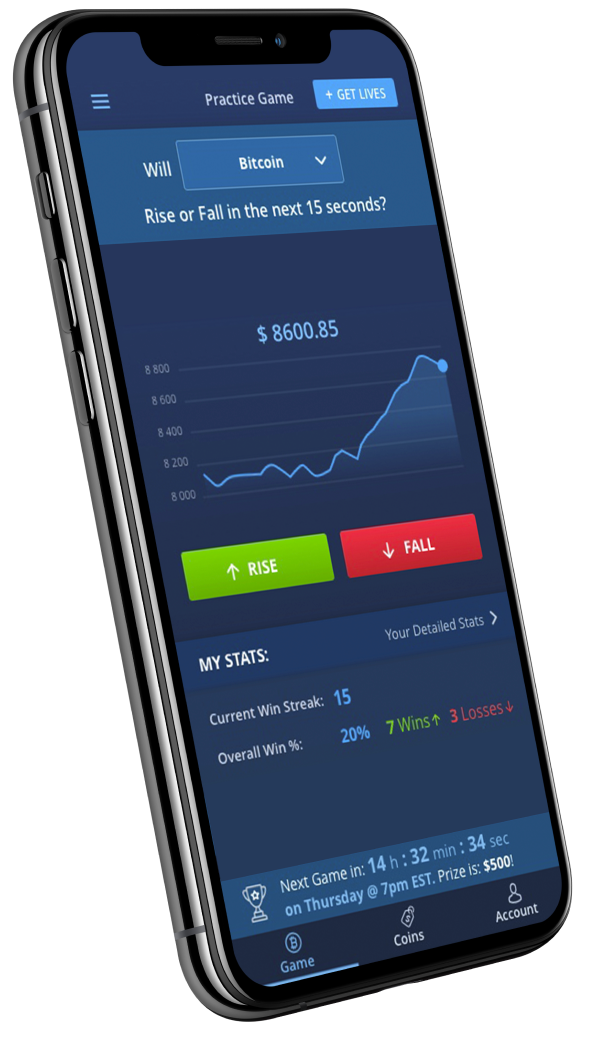 Practice Game
+ GET LIVES
Will Bitcoin
Rise or Fall in the next 15 seconds?
$ 8600.85
8 800
8 600
8 400
8 200
8 000
↑ RISE
↓ FALL
MY STATS:
Your Detailed Stats >
Current Win Streak: 15
Overall Win %: 20% 7 Wins↑ 3 Losses↓
Next Game in: 14 h : 32 min : 34 sec
on Thursday @ 7pm EST. Prize is: $500!
Game
Coins
Account